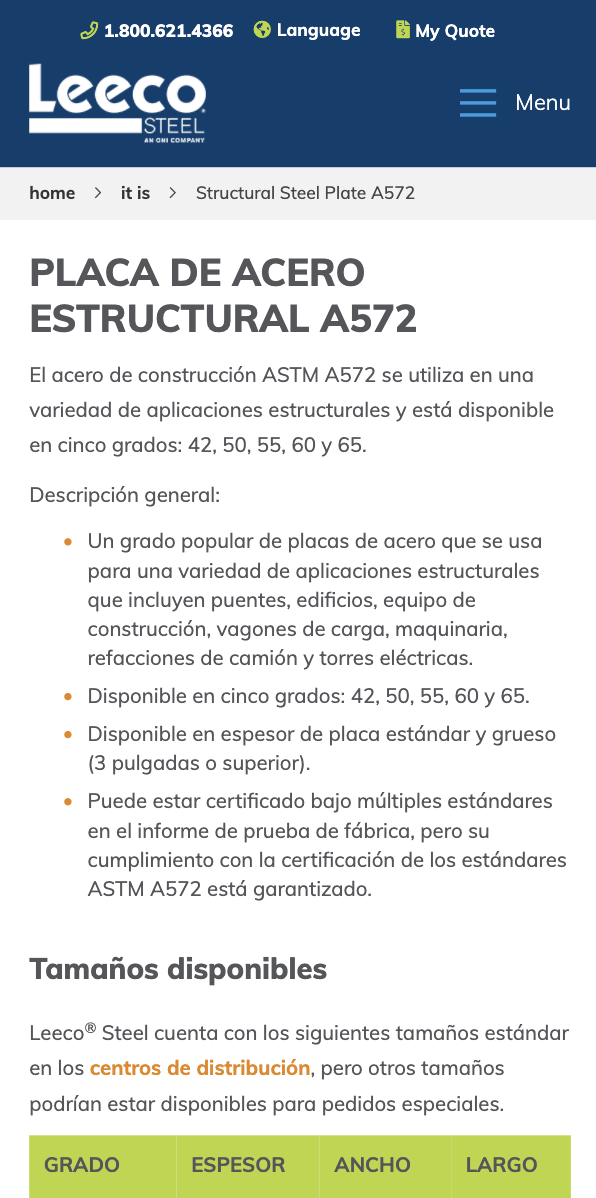 1.800.621.4366 Language My Quote
Leeco
STEEL
AN ONI COMPANY
Menu
home > it is > Structural Steel Plate A572
PLACA DE ACERO
ESTRUCTURAL A572
El acero de construcción ASTM A572 se utiliza en una
variedad de aplicaciones estructurales y está disponible
en cinco grados: 42, 50, 55, 60 y 65.
Descripción general:
• Un grado popular de placas de acero que se usa
para una variedad de aplicaciones estructurales
que incluyen puentes, edificios, equipo de
construcción, vagones de carga, maquinaria,
refacciones de camión y torres eléctricas.
• Disponible en cinco grados: 42, 50, 55, 60 y 65.
• Disponible en espesor de placa estándar y grueso
(3 pulgadas o superior).
• Puede estar certificado bajo múltiples estándares
en el informe de prueba de fábrica, pero su
cumplimiento con la certificación de los estándares
ASTM A572 está garantizado.
Tamaños disponibles
Leeco® Steel cuenta con los siguientes tamaños estándar
en los centros de distribución, pero otros tamaños
podrían estar disponibles para pedidos especiales.
GRADO ESPESOR ANCHO LARGO